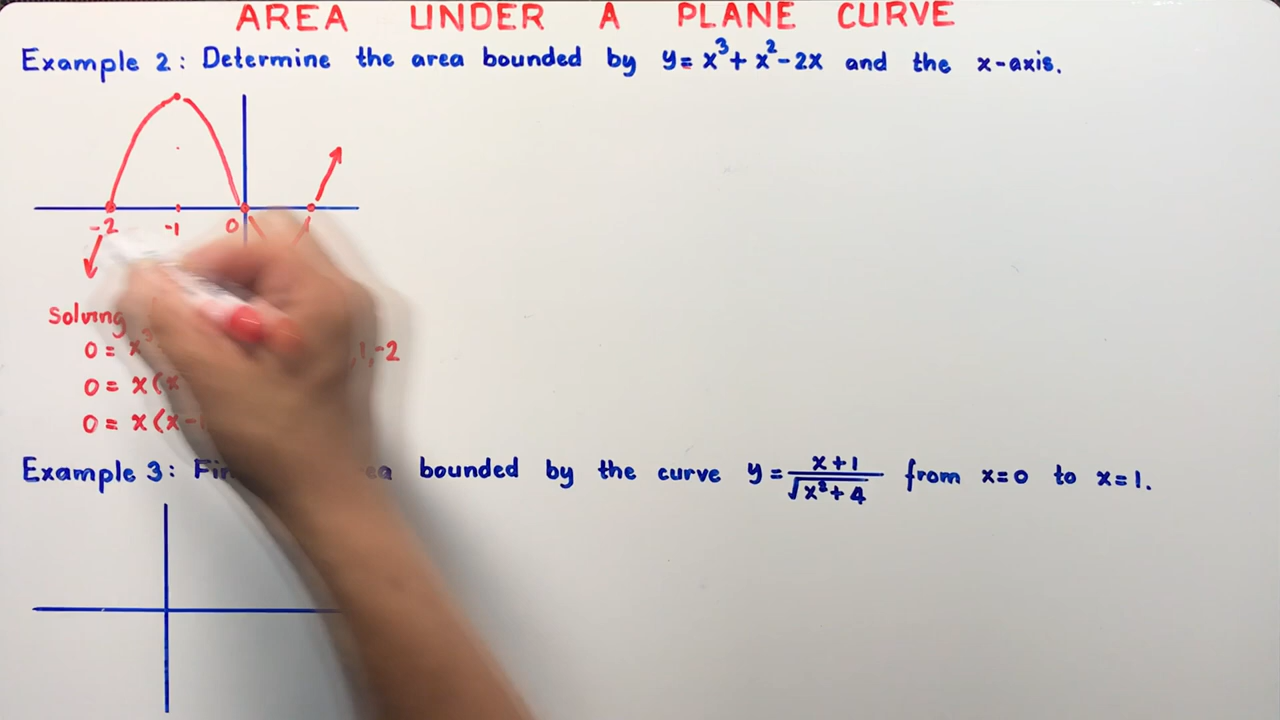 AREA UNDER A PLANE CURVE
Example 2: Determine the area bounded by y = x³ + x² - 2x and the x-axis.
-2 -1 0 1
Solving
0 = x³ , 1, -2
0 = x(x
0 = x(x-1
Example 3: bounded by the curve y = x+1/√(x²+4) from x=0 to x=1.